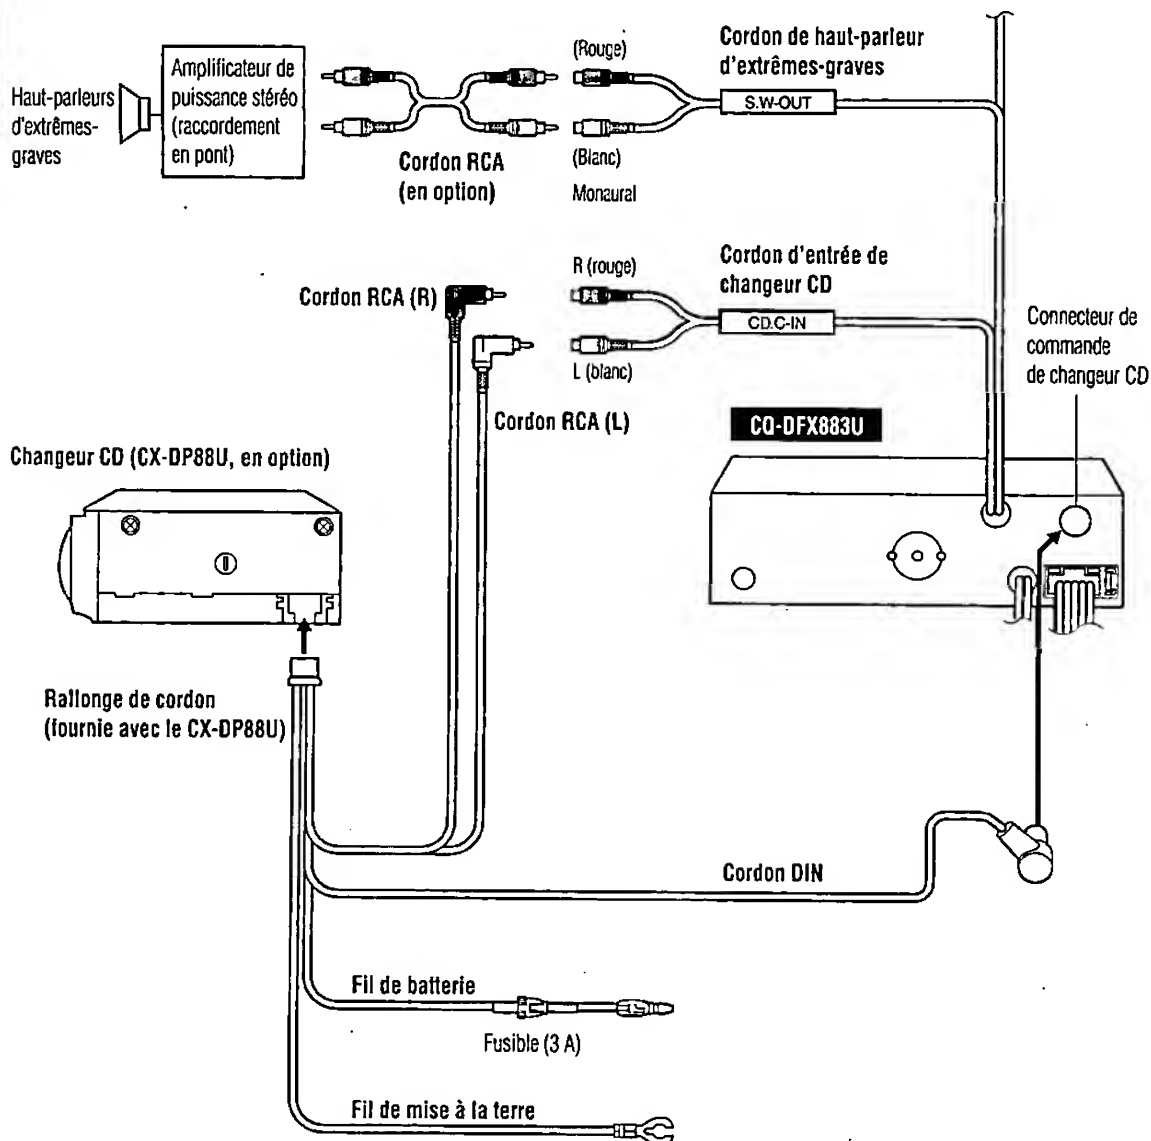 Haut-parleurs
d'extrêmes-
graves
Amplificateur de
puissance stéréo
(raccordement
en pont)
Cordon RCA
(en option)
(Rouge)
(Blanc)
Monaural
Cordon de haut-parleur
d'extrêmes-graves
S.W-OUT
Cordon RCA (R)
R (rouge)
L (blanc)
Cordon d'entrée de
changeur CD
CD.C-IN
Connecteur de
commande
de changeur CD
Cordon RCA (L)
CQ-DFX883U
Changeur CD (CX-DP88U, en option)
Rallonge de cordon
(fournie avec le CX-DP88U)
Cordon DIN
Fil de batterie
Fusible (3 A)
Fil de mise à la terre